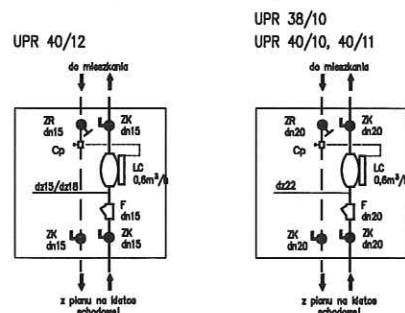 UPR 40/12
do mieszkania
ZR
dn15
ZK
dn15
Cp
LC
0,6m³/h
dz15/dz18
F
dn15
ZK
dn15
ZK
dn15
z pionu na klatce
schodowej
UPR 38/10
UPR 40/10, 40/11
do mieszkania
ZR
dn20
ZK
dn20
Cp
LC
0,6m³/h
dz22
F
dn20
ZK
dn20
ZK
dn20
z pionu na klatce
schodowej